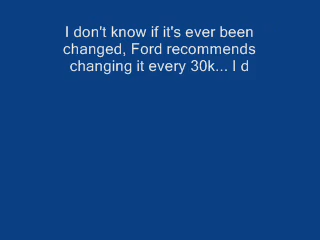 I don't know if it's ever been
changed, Ford recommends
changing it every 30k... I d